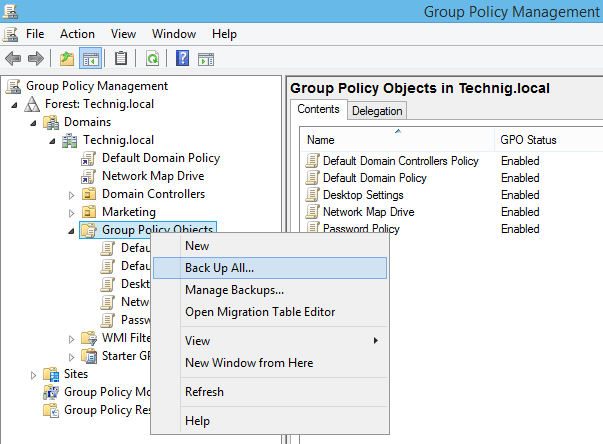 Group Policy Management
File Action View Window Help
Group Policy Management
Forest: Technig.local
Domains
Technig.local
Default Domain Policy
Network Map Drive
Domain Controllers
Marketing
Group Policy Objects
Defau
Defau
Deskt
Netw
Passw
WMI Filte
Starter GP
Sites
Group Policy Mo
Group Policy Res
New
Back Up All...
Manage Backups...
Open Migration Table Editor
View
New Window from Here
Refresh
Help
Group Policy Objects in Technig.local
Contents Delegation
Name GPO Status
Default Domain Controllers Policy Enabled
Default Domain Policy Enabled
Desktop Settings Enabled
Network Map Drive Enabled
Password Policy Enabled